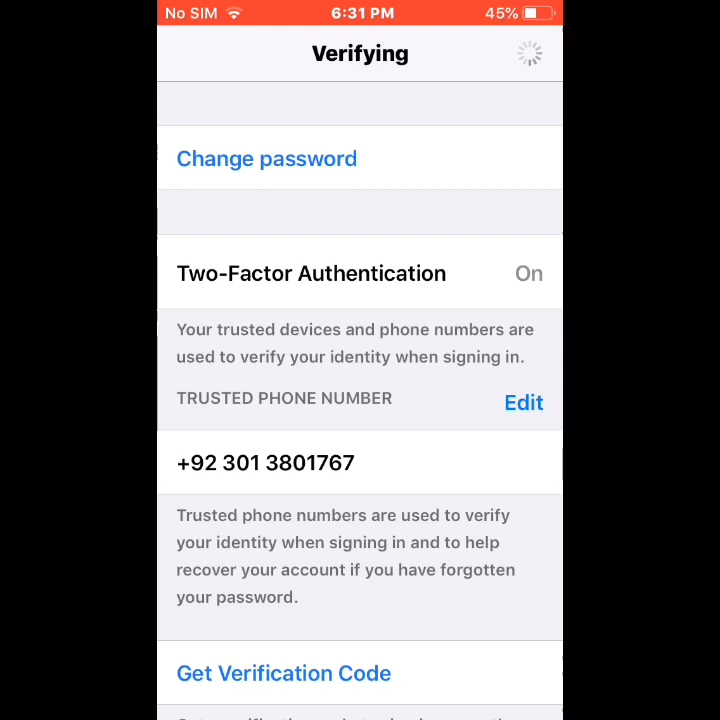 No SIM 6:31 PM 45%
Verifying
Change password
Two-Factor Authentication On
Your trusted devices and phone numbers are
used to verify your identity when signing in.
TRUSTED PHONE NUMBER Edit
+92 301 3801767
Trusted phone numbers are used to verify
your identity when signing in and to help
recover your account if you have forgotten
your password.
Get Verification Code